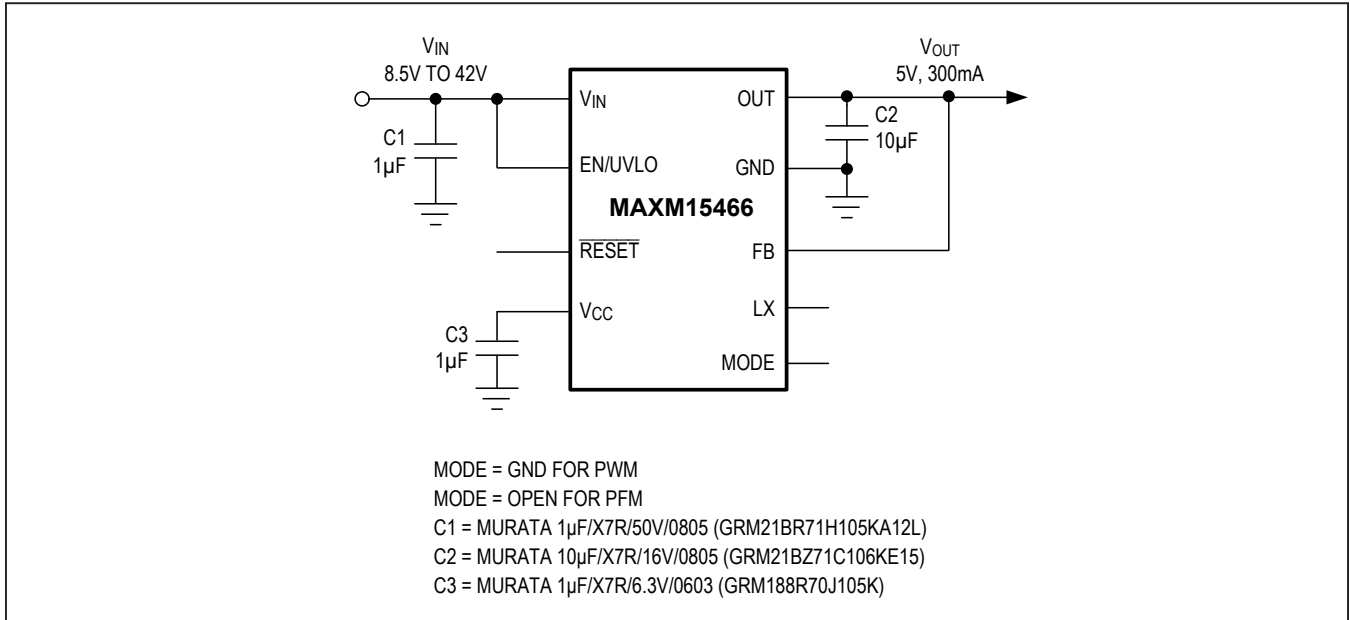 VIN
8.5V TO 42V
VOUT
5V, 300mA
VIN
OUT
C1
1µF
C2
10µF
EN/UVLO
GND
MAXM15466
RESET
FB
VCC
LX
C3
1µF
MODE
MODE = GND FOR PWM
MODE = OPEN FOR PFM
C1 = MURATA 1µF/X7R/50V/0805 (GRM21BR71H105KA12L)
C2 = MURATA 10µF/X7R/16V/0805 (GRM21BZ71C106KE15)
C3 = MURATA 1µF/X7R/6.3V/0603 (GRM188R70J105K)